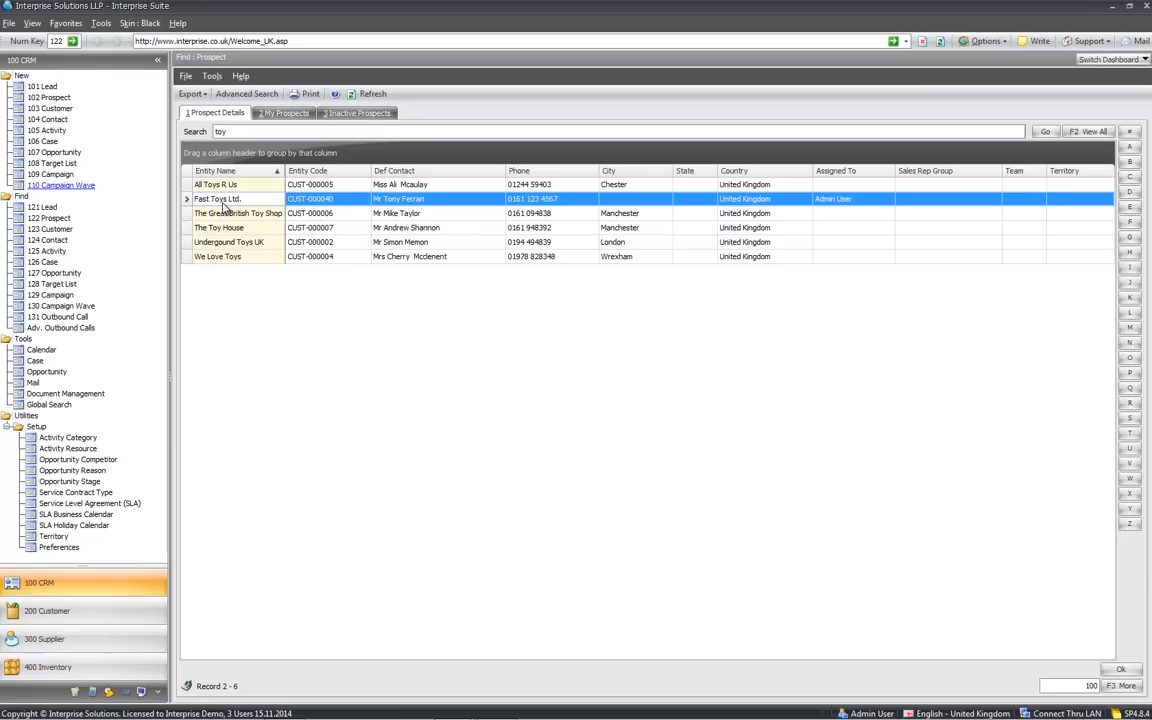 Interprise Solutions LLP - Interprise Suite
File View Favorites Tools Skin : Black Help
Num Key 122 http://www.interprise.co.uk/Welcome_UK.asp Options Write Support Mail
100 CRM « Find : Prospect Switch Dashboard
New
101 Lead
102 Prospect
103 Customer
104 Contact
105 Activity
106 Case
107 Opportunity
108 Target List
109 Campaign
110 Campaign Wave
Find
121 Lead
122 Prospect
123 Customer
124 Contact
125 Activity
126 Case
127 Opportunity
128 Target List
129 Campaign
130 Campaign Wave
131 Outbound Call
Adv. Outbound Calls
Tools
Calendar
Case
Opportunity
Mail
Document Management
Global Search
Utilities
Setup
Activity Category
Activity Resource
Opportunity Competitor
Opportunity Reason
Opportunity Stage
Service Contract Type
Service Level Agreement (SLA)
SLA Business Calendar
SLA Holiday Calendar
Territory
Preferences
100 CRM
200 Customer
300 Supplier
400 Inventory
File Tools Help
Export Advanced Search Print Refresh
1 Prospect Details 2 My Prospects 3 Inactive Prospects
Search toy Go F2 View All
Drag a column header to group by that column
Entity Name Entity Code Def Contact Phone City State Country Assigned To Sales Rep Group Team Territory
All Toys R Us CUST-000005 Miss Ali Mcaulay 01244 59403 Chester United Kingdom
Fast Toys Ltd. CUST-000040 Mr Tony Ferrari 0161 123 4567 United Kingdom Admin User
The Great British Toy Shop CUST-000006 Mr Mike Taylor 0161 094838 Manchester United Kingdom
The Toy House CUST-000007 Mr Andrew Shannon 0161 948392 Manchester United Kingdom
Undergound Toys UK CUST-000002 Mr Simon Memon 0194 494839 London United Kingdom
We Love Toys CUST-000004 Mrs Cherry Mcclenent 01978 828348 Wrexham United Kingdom
#
A
B
C
D
E
F
G
H
I
J
K
L
M
N
O
P
Q
R
S
T
U
V
W
X
Y
Z
Ok
Record 2 - 6 100 F3 More
Copyright © Interprise Solutions. Licensed to Interprise Demo, 3 Users 15.11.2014 Admin User English - United Kingdom Connect Thru LAN SP4.8.4